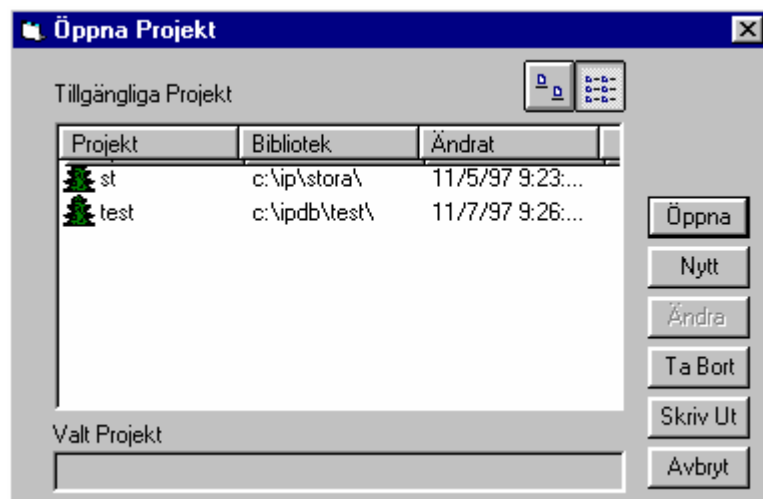 Öppna Projekt
Tillgängliga Projekt
Projekt Bibliotek Ändrat
st c:\ip\stora\ 11/5/97 9:23:...
test c:\ipdb\test\ 11/7/97 9:26:...
Öppna
Nytt
Ändra
Ta Bort
Skriv Ut
Avbryt
Valt Projekt